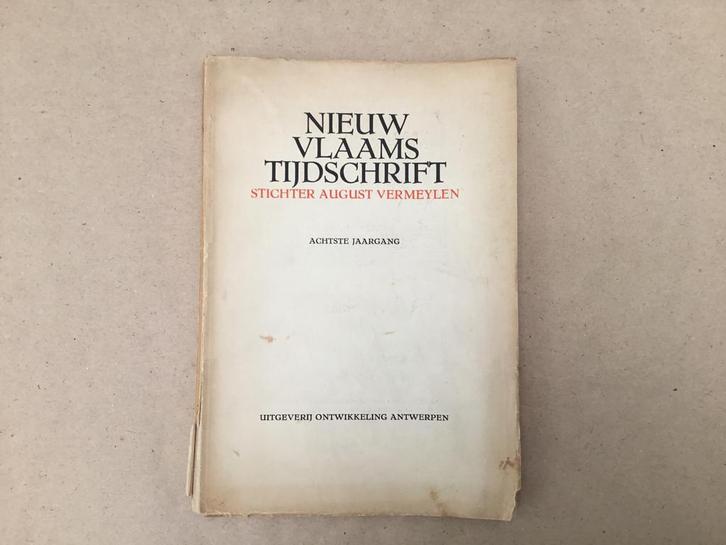 NIEUW
VLAAMS
TIJDSCHRIFT
STICHTER AUGUST VERMEYLEN
ACHTSTE JAARGANG
UITGEVERIJ ONTWIKKELING ANTWERPEN